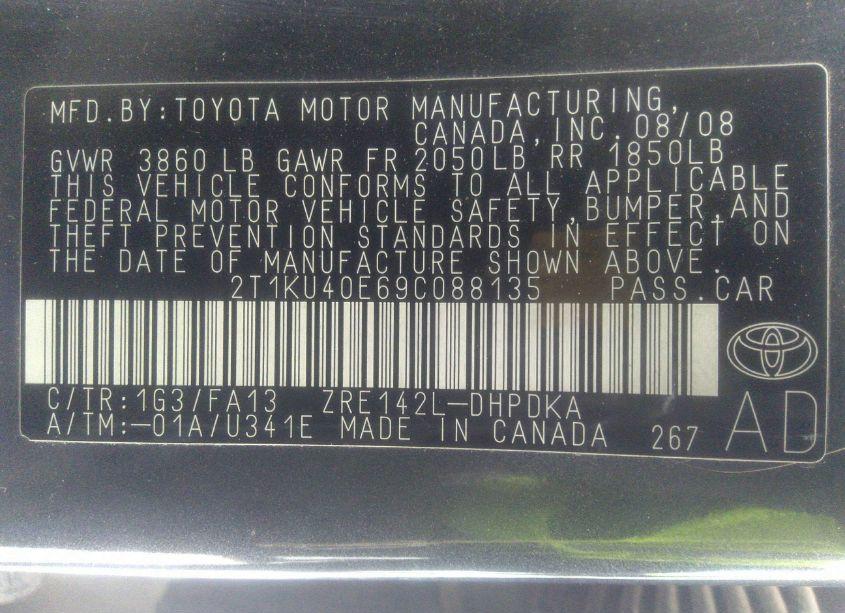 MFD.BY:TOYOTA MOTOR MANUFACTURING,
CANADA,INC. 08/08
GVWR 3860 LB GAWR FR 2050LB RR 1850LB
THIS VEHICLE CONFORMS TO ALL APPLICABLE
FEDERAL MOTOR VEHICLE SAFETY,BUMPER,AND
THEFT PREVENTION STANDARDS IN EFFECT ON
THE DATE OF MANUFACTURE SHOWN ABOVE.
2T1KU40E69C088135 PASS.CAR
C/TR:1G3/FA13 ZRE142L-DHPDKA
A/TM:-01A/U341E MADE IN CANADA 267 AD